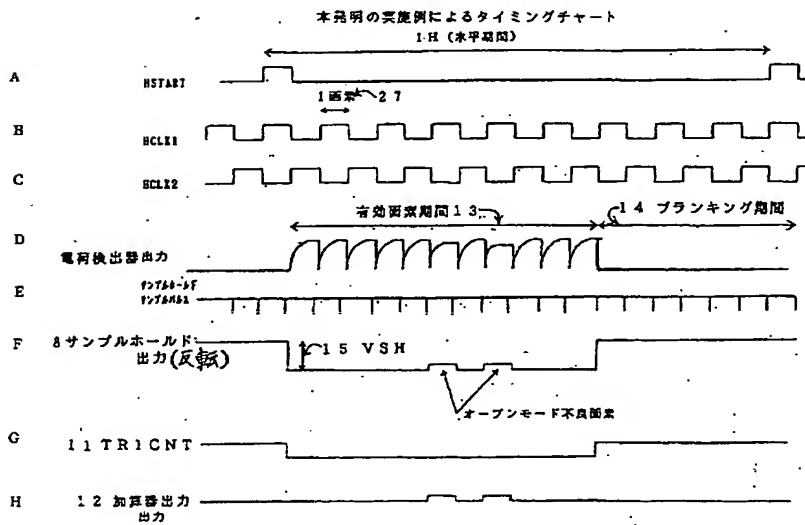 本発明の実施例によるタイミングチャート
1H (水平期間)
A HSTART
1画素 27
B HCLK1
C HCLK2
有効画素期間13 14 ブランキング期間
D 電荷検出器出力
E サンプルホールド
サンプルパルス
F 8サンプルホールド
出力(反転)
15 VSH
オープンモード不良画素
G 11TR1CNT
H 12 加算器出力
出力